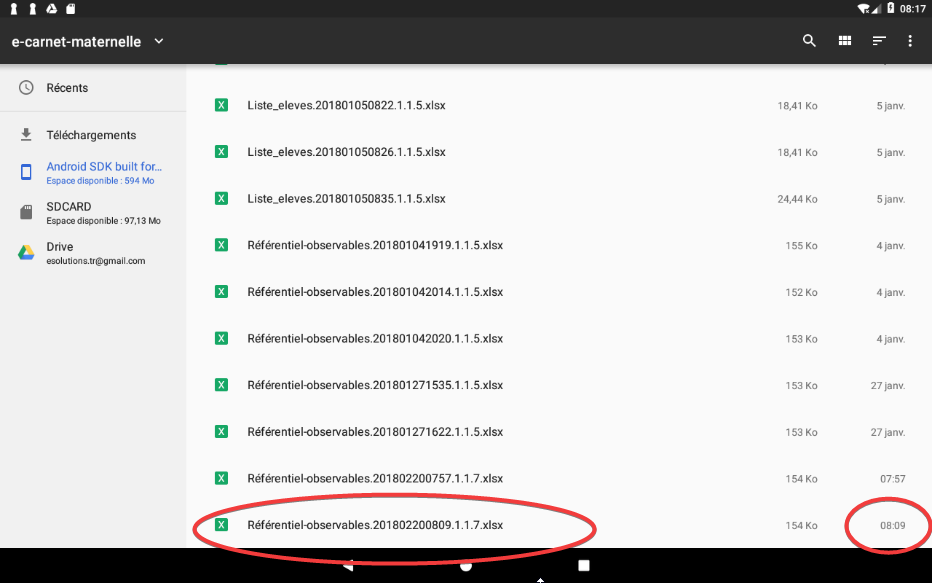 08:17
e-carnet-maternelle
Récents
Téléchargements
Android SDK built for...
Espace disponible : 594 Mo
SDCARD
Espace disponible : 97,13 Mo
Drive
esolutions.tr@gmail.com
Liste_eleves.201801050822.1.1.5.xlsx 18,41 Ko 5 janv.
Liste_eleves.201801050826.1.1.5.xlsx 18,41 Ko 5 janv.
Liste_eleves.201801050835.1.1.5.xlsx 24,44 Ko 5 janv.
Référentiel-observables.201801041919.1.1.5.xlsx 155 Ko 4 janv.
Référentiel-observables.201801042014.1.1.5.xlsx 152 Ko 4 janv.
Référentiel-observables.201801042020.1.1.5.xlsx 153 Ko 4 janv.
Référentiel-observables.201801271535.1.1.5.xlsx 153 Ko 27 janv.
Référentiel-observables.201801271622.1.1.5.xlsx 153 Ko 27 janv.
Référentiel-observables.201802200757.1.1.7.xlsx 154 Ko 07:57
Référentiel-observables.201802200809.1.1.7.xlsx 154 Ko 08:09